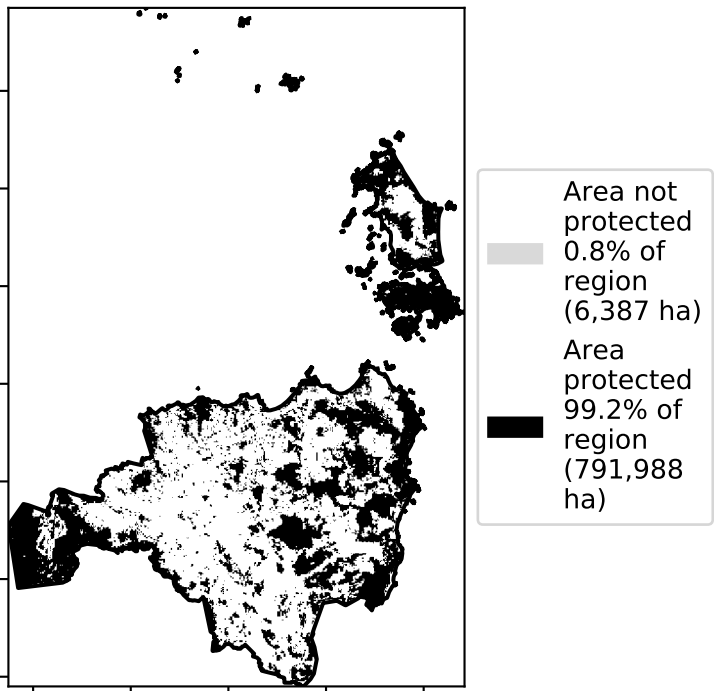 Area not
protected
0.8% of
region
(6,387 ha)
Area
protected
99.2% of
region
(791,988
ha)